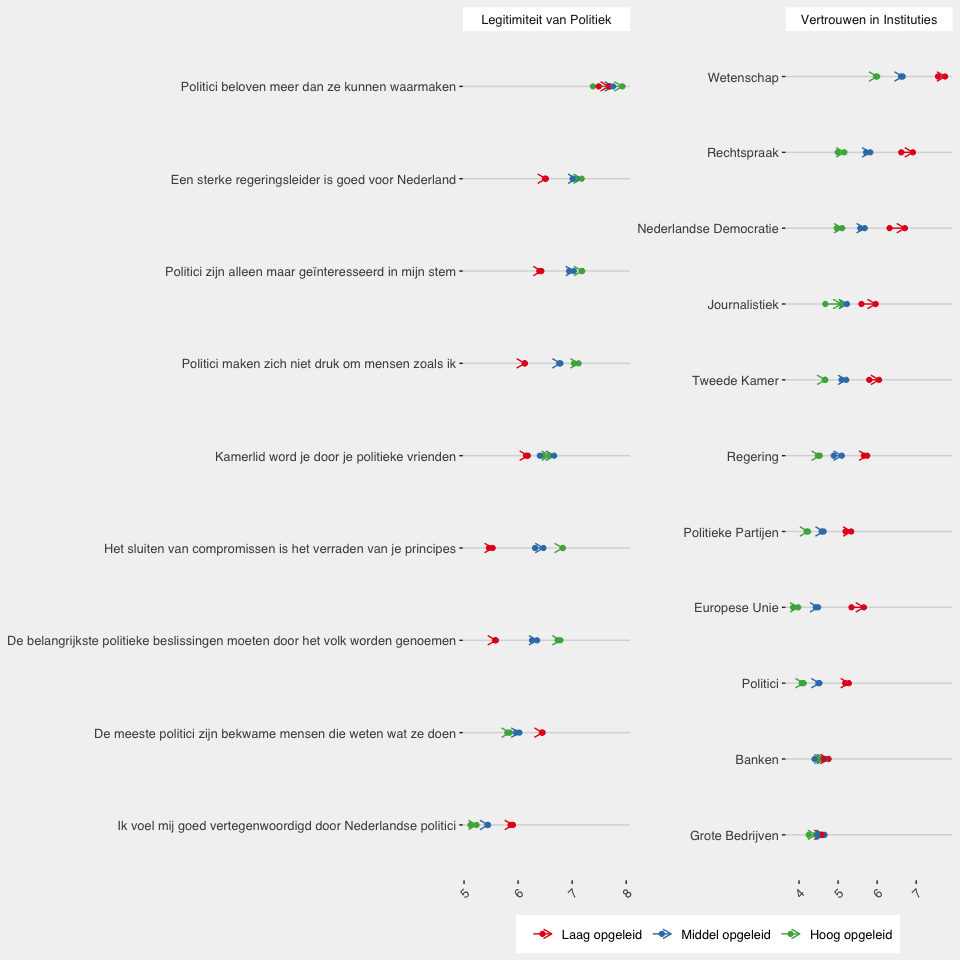 Legitimiteit van Politiek
Politici beloven meer dan ze kunnen waarmaken
Een sterke regeringsleider is goed voor Nederland
Politici zijn alleen maar geïnteresseerd in mijn stem
Politici maken zich niet druk om mensen zoals ik
Kamerlid word je door je politieke vrienden
Het sluiten van compromissen is het verraden van je principes
De belangrijkste politieke beslissingen moeten door het volk worden genoemen
De meeste politici zijn bekwame mensen die weten wat ze doen
Ik voel mij goed vertegenwoordigd door Nederlandse politici
5 6 7 8
Vertrouwen in Instituties
Wetenschap
Rechtspraak
Nederlandse Democratie
Journalistiek
Tweede Kamer
Regering
Politieke Partijen
Europese Unie
Politici
Banken
Grote Bedrijven
4 5 6 7
Laag opgeleid Middel opgeleid Hoog opgeleid